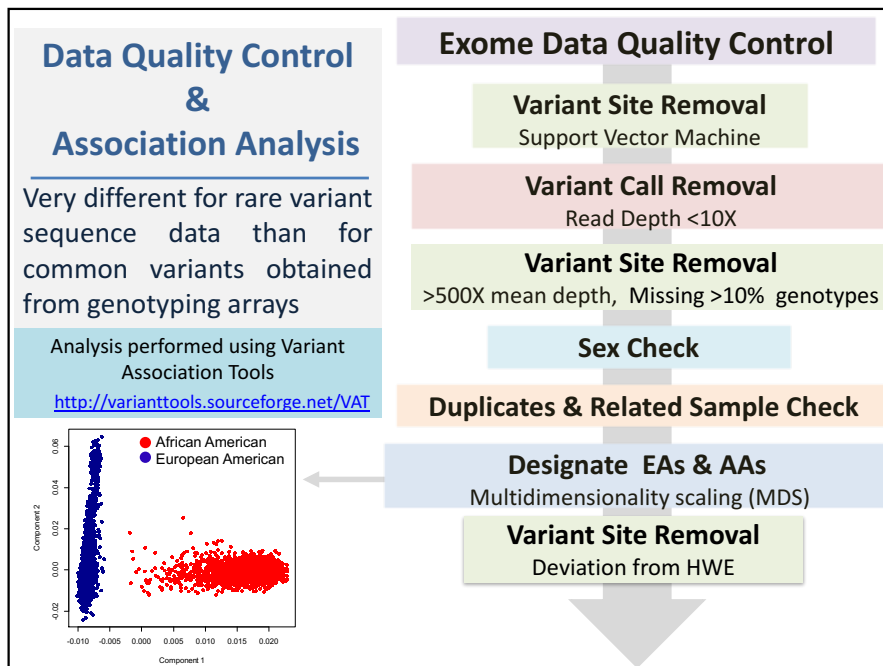 Data Quality Control
&
Association Analysis
Very different for rare variant
sequence data than for
common variants obtained
from genotyping arrays
Analysis performed using Variant
Association Tools
http://varianttools.sourceforge.net/VAT
African American
European American
Component 2
0.06
0.04
0.02
0.00
-0.02
-0.010
-0.005
0.000
0.005
0.010
0.015
0.020
Component 1
Exome Data Quality Control
Variant Site Removal
Support Vector Machine
Variant Call Removal
Read Depth <10X
Variant Site Removal
>500X mean depth, Missing >10% genotypes
Sex Check
Duplicates & Related Sample Check
Designate EAs & AAs
Multidimensionality scaling (MDS)
Variant Site Removal
Deviation from HWE